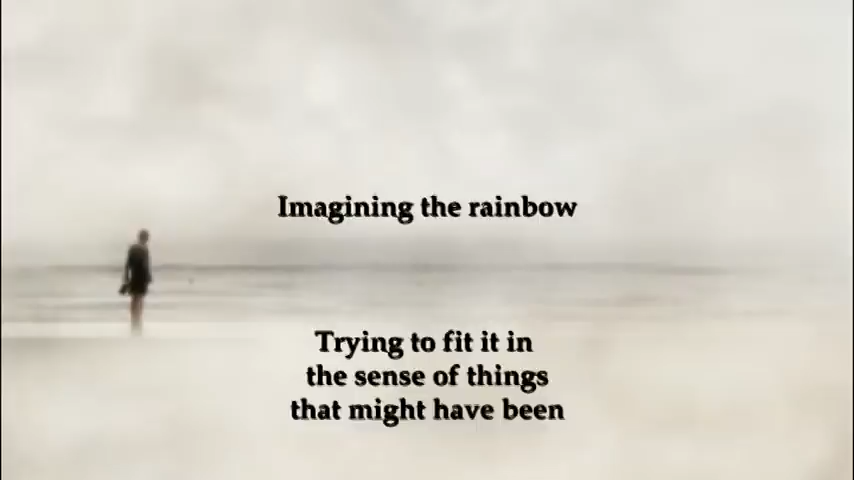 Imagining the rainbow
Trying to fit it in
the sense of things
that might have been